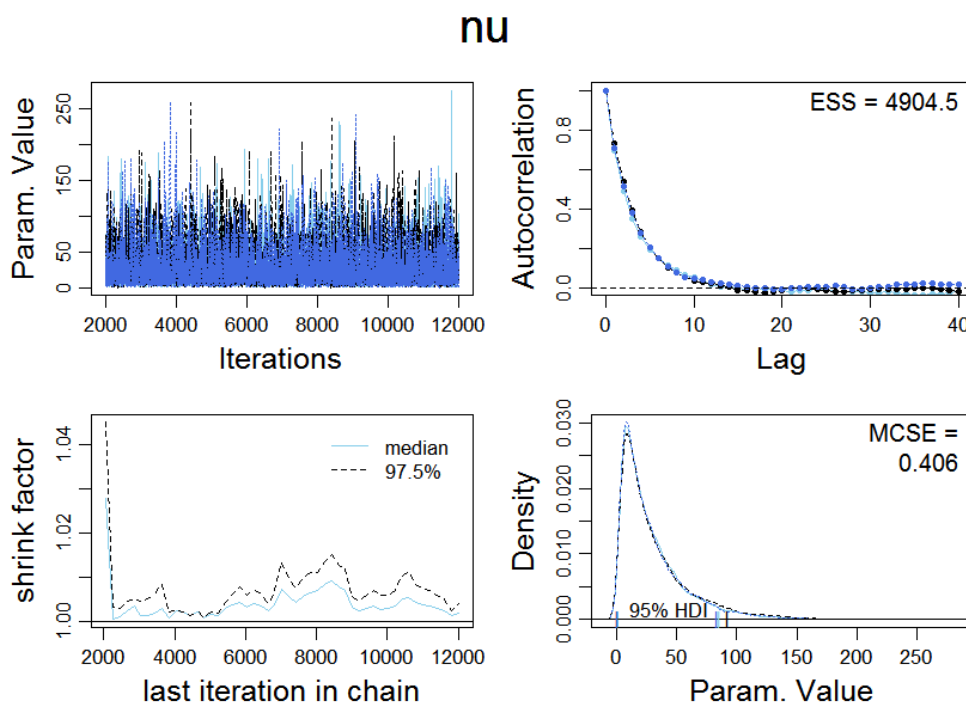 nu
Param. Value
0 50 150 250
2000 4000 6000 8000 10000 12000
Iterations
Autocorrelation
0.0 0.4 0.8
ESS = 4904.5
0 10 20 30 40
Lag
shrink factor
1.00 1.02 1.04
median
97.5%
2000 4000 6000 8000 10000 12000
last iteration in chain
Density
0.000 0.010 0.020 0.030
MCSE =
0.406
95% HDI
0 50 100 150 200 250
Param. Value